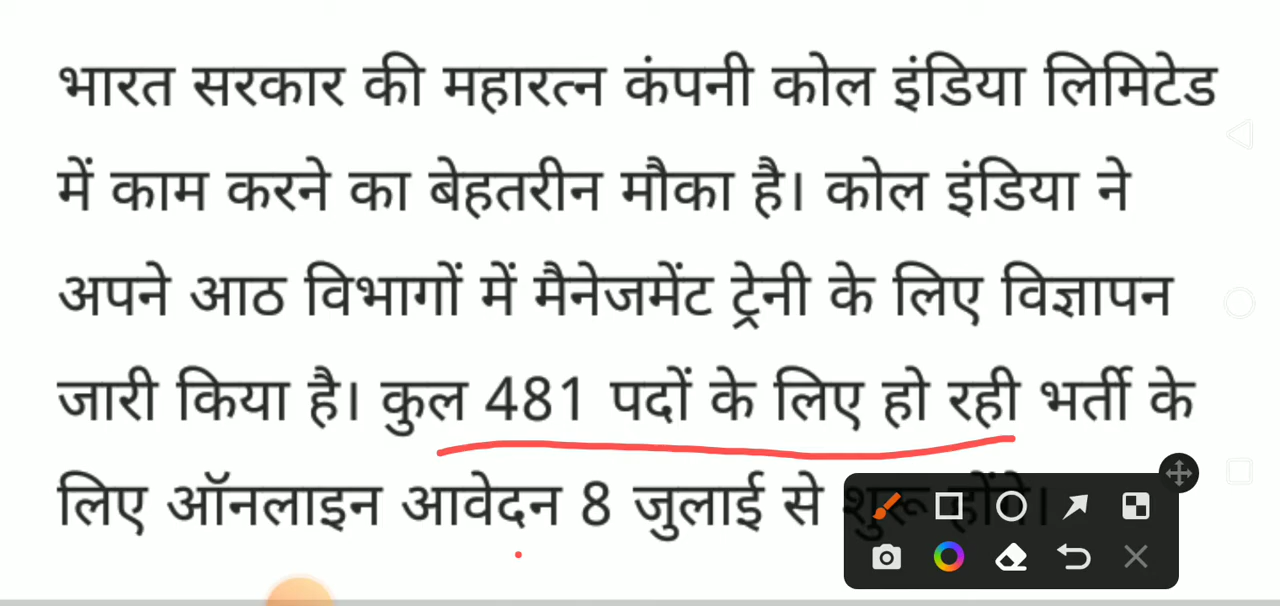 भारत सरकार की महारत्न कंपनी कोल इंडिया लिमिटेड
में काम करने का बेहतरीन मौका है। कोल इंडिया ने
अपने आठ विभागों में मैनेजमेंट ट्रेनी के लिए विज्ञापन
जारी किया है। कुल 481 पदों के लिए हो रही भर्ती के
लिए ऑनलाइन आवेदन 8 जुलाई से शुरू होंगे।